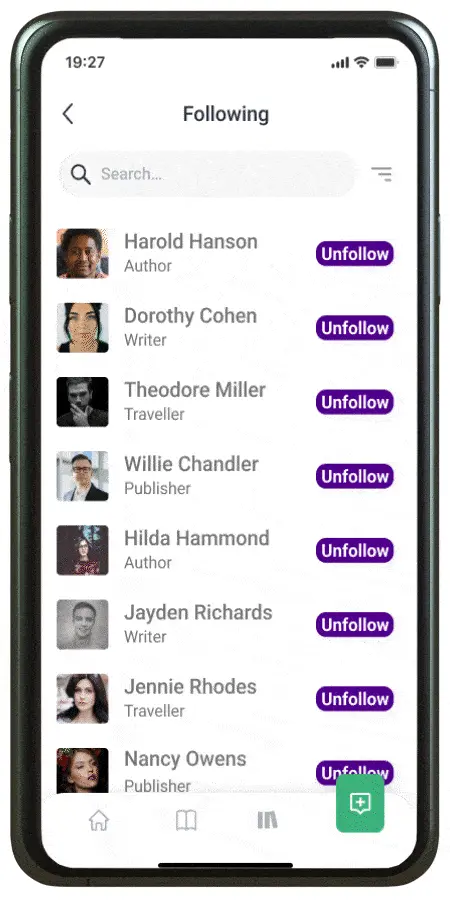 19:27
Following
Search...
Harold Hanson
Author
Unfollow
Dorothy Cohen
Writer
Unfollow
Theodore Miller
Traveller
Unfollow
Willie Chandler
Publisher
Unfollow
Hilda Hammond
Author
Unfollow
Jayden Richards
Writer
Unfollow
Jennie Rhodes
Traveller
Unfollow
Nancy Owens
Publisher
Unfollow